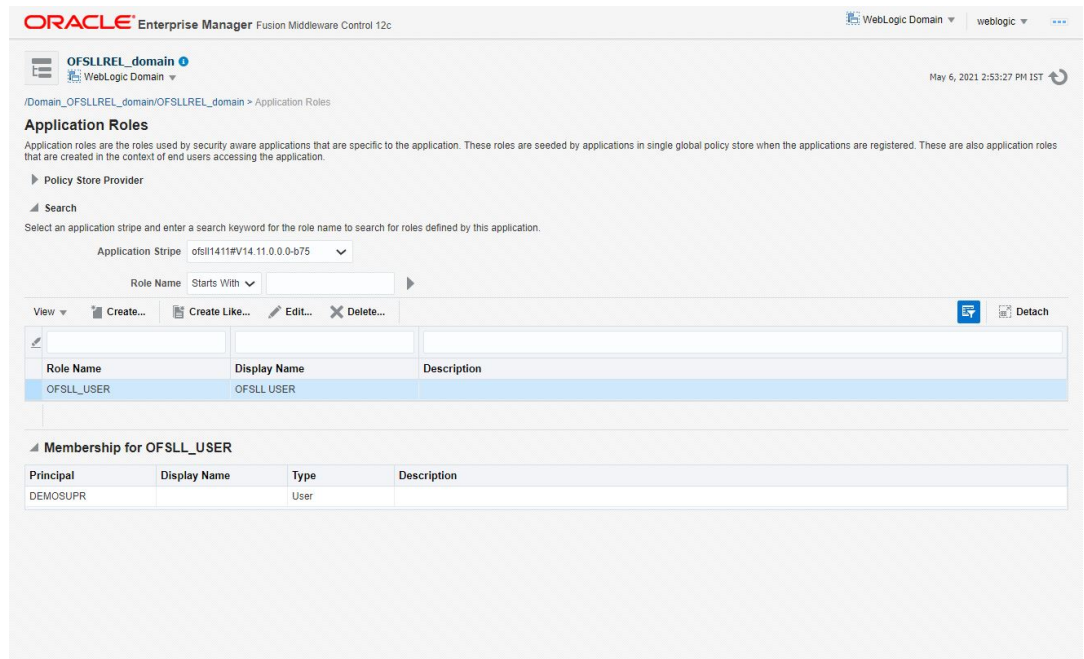 ORACLE Enterprise Manager Fusion Middleware Control 12c
WebLogic Domain
weblogic
OFSLLREL_domain
WebLogic Domain
May 6, 2021 2:53:27 PM IST
/Domain_OFSLLREL_domain/OFSLLREL_domain > Application Roles
Application Roles
Application roles are the roles used by security aware applications that are specific to the application. These roles are seeded by applications in single global policy store when the applications are registered. These are also application roles
that are created in the context of end users accessing the application.
Policy Store Provider
Search
Select an application stripe and enter a search keyword for the role name to search for roles defined by this application.
Application Stripe ofsll1411#V14.11.0.0.0-b75
Role Name Starts With
View Create... Create Like... Edit... Delete... Detach
Role Name Display Name Description
OFSLL_USER OFSLL USER
Membership for OFSLL_USER
Principal Display Name Type Description
DEMOSUPR User